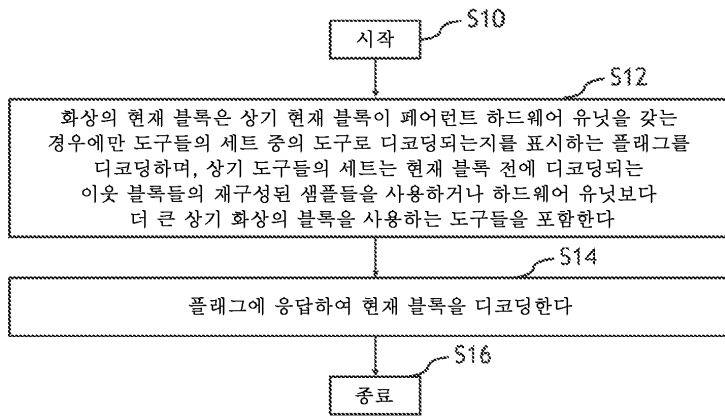 시작
S10
S12
화상의 현재 블록은 상기 현재 블록이 페어런트 하드웨어 유닛을 갖는
경우에만 도구들의 세트 중의 도구로 디코딩되는지를 표시하는 플래그를
디코딩하며, 상기 도구들의 세트는 현재 블록 전에 디코딩되는
이웃 블록들의 재구성된 샘플들을 사용하거나 하드웨어 유닛보다
더 큰 상기 화상의 블록을 사용하는 도구들을 포함한다
S14
플래그에 응답하여 현재 블록을 디코딩한다
S16
종료